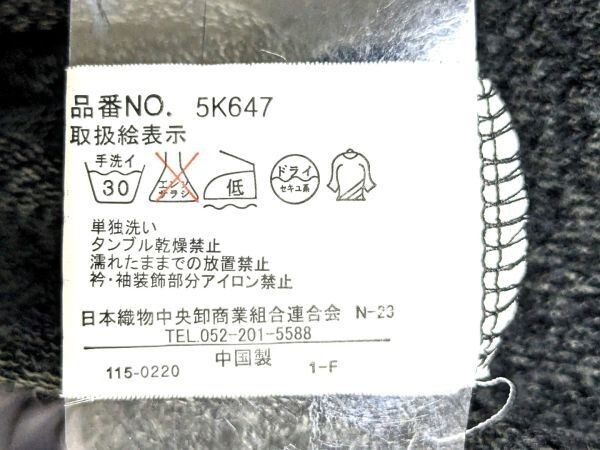 品番NO. 5K647
取扱絵表示
手洗イ 30 エンソ サラシ 低 ドライ セキユ系
単独洗い
タンブル乾燥禁止
濡れたままでの放置禁止
衿・袖装飾部分アイロン禁止
日本織物中央卸商業組合連合会 N-23
TEL.052-201-5588
中国製
115-0220 1-F